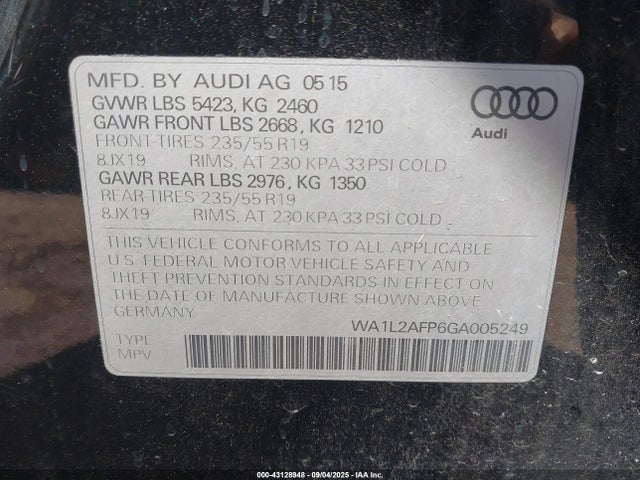 MFD. BY AUDI AG 05 15
GVWR LBS 5423, KG 2460
GAWR FRONT LBS 2668, KG 1210
FRONT-TIRES 235/55 R19
8JX19 RIMS, AT 230 KPA 33 PSI COLD
GAWR REAR LBS 2976, KG 1350
REAR-TIRES 235/55 R19
8JX19 RIMS, AT 230 KPA 33 PSI COLD
Audi
THIS VEHICLE CONFORMS TO ALL APPLICABLE
U.S. FEDERAL MOTOR VEHICLE SAFETY AND
THEFT PREVENTION STANDARDS IN EFFECT ON
THE DATE OF MANUFACTURE SHOWN ABOVE.
GERMANY
WA1L2AFP6GA005249
TYPE
MPV
000-43128948 - 09/04/2025 - IAA Inc.